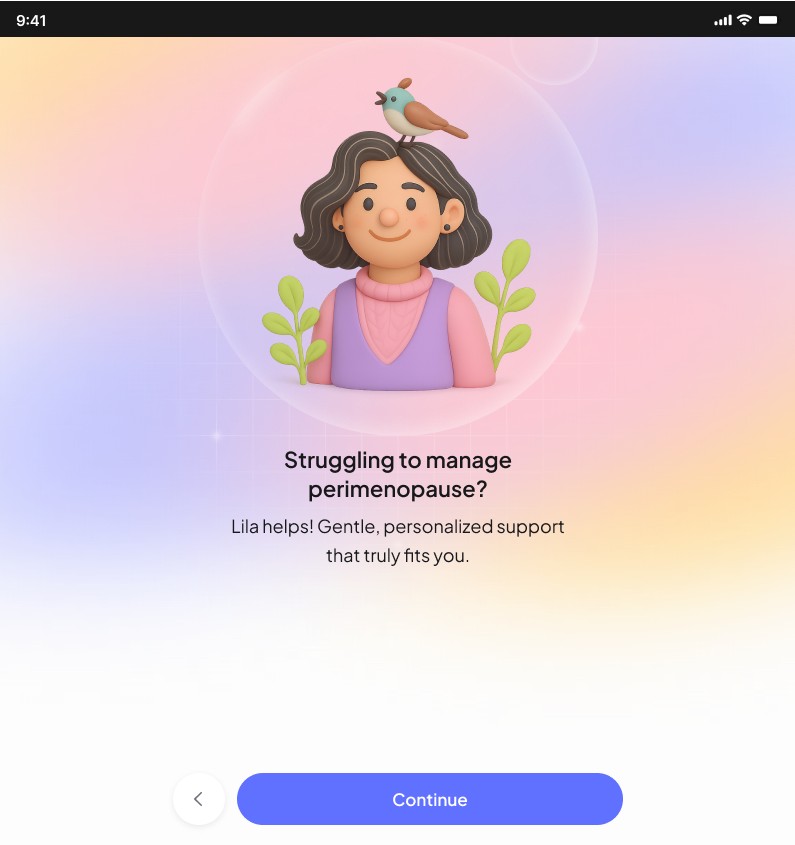 9:41
Struggling to manage
perimenopause?
Lila helps! Gentle, personalized support
that truly fits you.
Continue